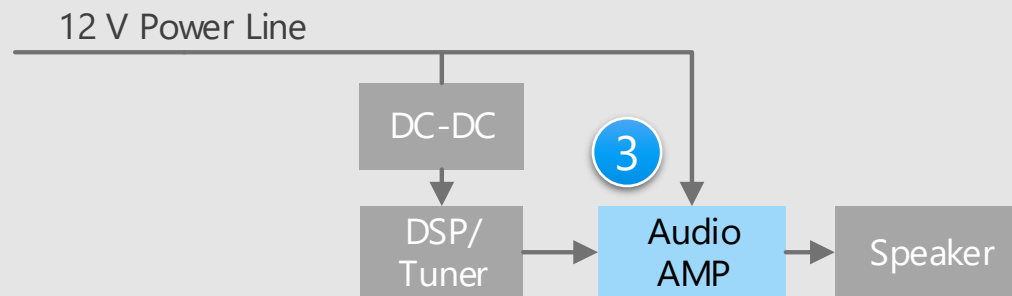 12 V Power Line
DC-DC
3
DSP/
Tuner
Audio
AMP
Speaker